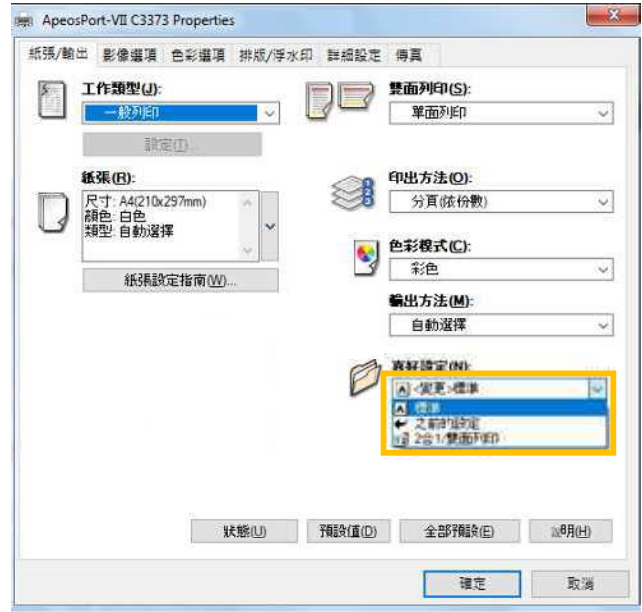 ApeosPort-VII C3373 Properties
紙張/輸出 影像選項 色彩選項 排版/浮水印 詳細設定 傳真
工作類型(J):
一般列印
設定(I)...
紙張(R):
尺寸: A4(210x297mm)
顏色: 白色
類型: 自動選擇
紙張設定指南(W)...
雙面列印(S):
單面列印
印出方法(O):
分頁(依份數)
色彩模式(C):
彩色
輸出方法(M):
自動選擇
喜好設定(N):
<變更>標準
標準
之前的設定
2合1/雙面列印
狀態(U) 預設值(D) 全部預設(E) 說明(H)
確定 取消